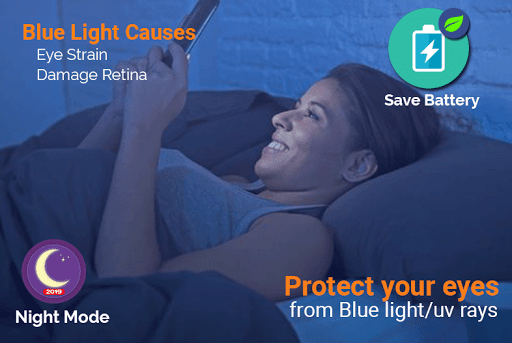 Blue Light Causes
Eye Strain
Damage Retina
Save Battery
2019
Night Mode
Protect your eyes
from Blue light/uv rays